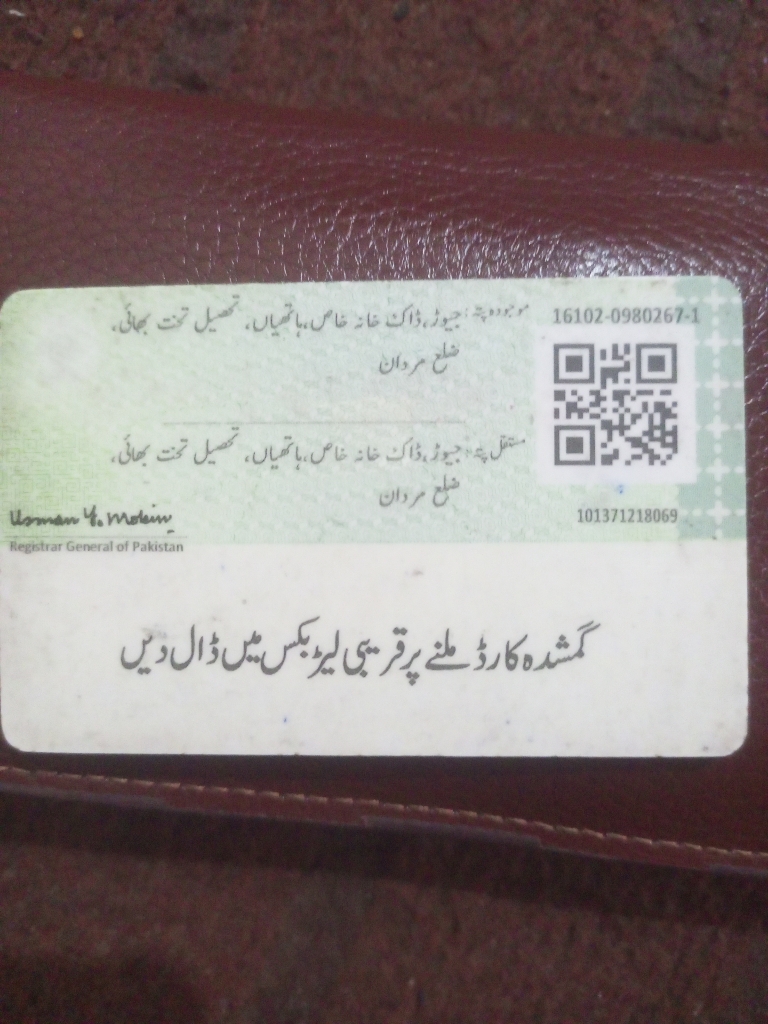 16102-0980267-1
موجودہ پتہ: جیوڑ، ڈاک خانہ خاص، ہاتھیاں، تحصیل تخت بھائی،
ضلع مردان
مستقل پتہ: جیوڑ، ڈاک خانہ خاص، ہاتھیاں، تحصیل تخت بھائی،
ضلع مردان
101371218069
Usman Y. Mobin
Registrar General of Pakistan
گمشدہ کارڈ ملنے پر قریبی لیٹر بکس میں ڈال دیں